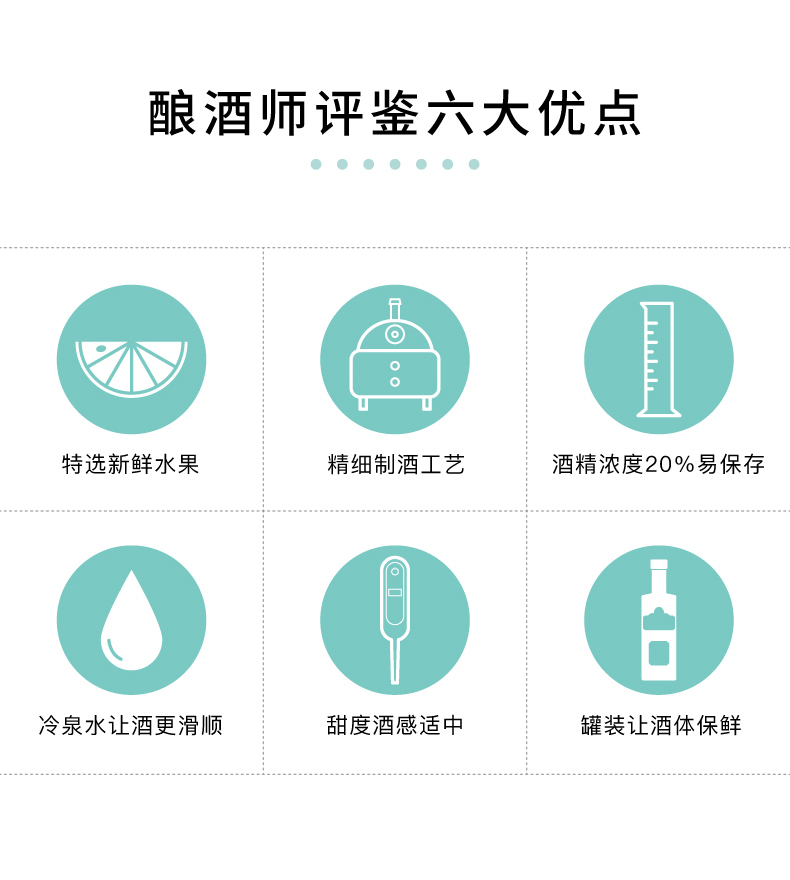 酿酒师评鉴六大优点
特选新鲜水果
精细制酒工艺
酒精浓度20%易保存
冷泉水让酒更滑顺
甜度酒感适中
罐装让酒体保鲜